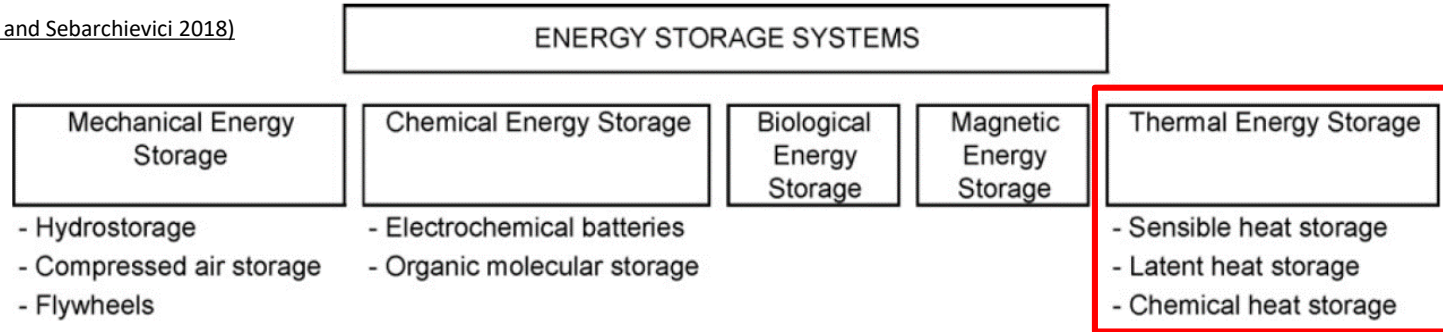 and Sebarchievici 2018)
ENERGY STORAGE SYSTEMS
Mechanical Energy
Storage
- Hydrostorage
- Compressed air storage
- Flywheels
Chemical Energy Storage
- Electrochemical batteries
- Organic molecular storage
Biological
Energy
Storage
Magnetic
Energy
Storage
Thermal Energy Storage
- Sensible heat storage
- Latent heat storage
- Chemical heat storage